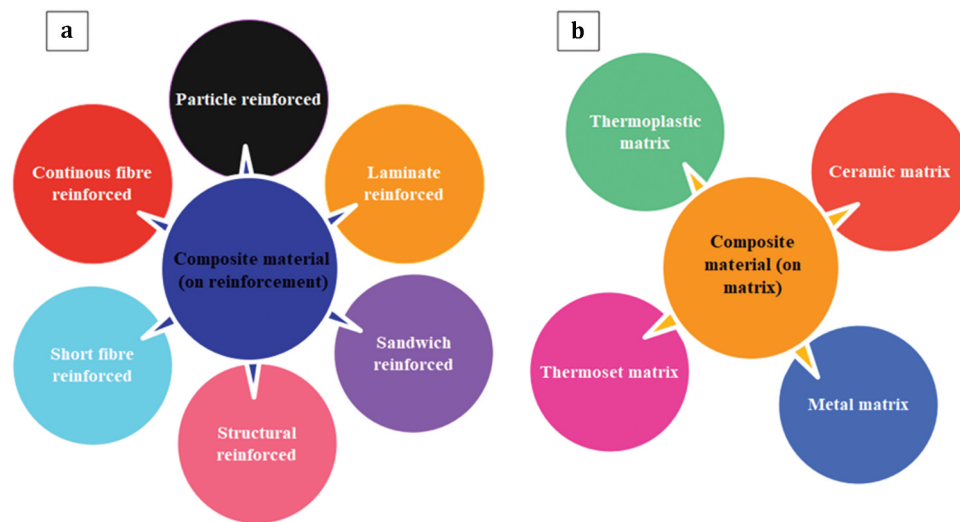 a
Particle reinforced
Continous fibre
reinforced
Laminate
reinforced
Composite material
(on reinforcement)
Short fibre
reinforced
Sandwich
reinforced
Structural
reinforced
b
Thermoplastic
matrix
Ceramic matrix
Composite
material (on
matrix)
Thermoset matrix
Metal matrix